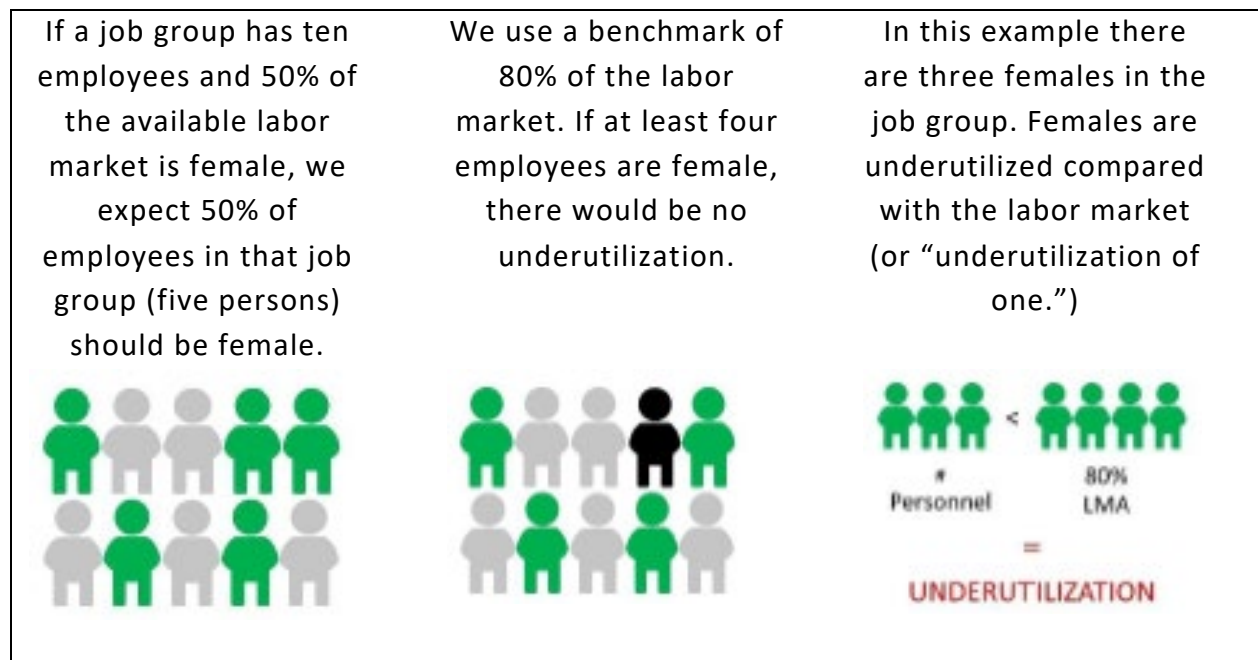 If a job group has ten
employees and 50% of
the available labor
market is female, we
expect 50% of
employees in that job
group (five persons)
should be female.
We use a benchmark of
80% of the labor
market. If at least four
employees are female,
there would be no
underutilization.
In this example there
are three females in the
job group. Females are
underutilized compared
with the labor market
(or “underutilization of
one.”)
<
# 80%
Personnel LMA
=
UNDERUTILIZATION